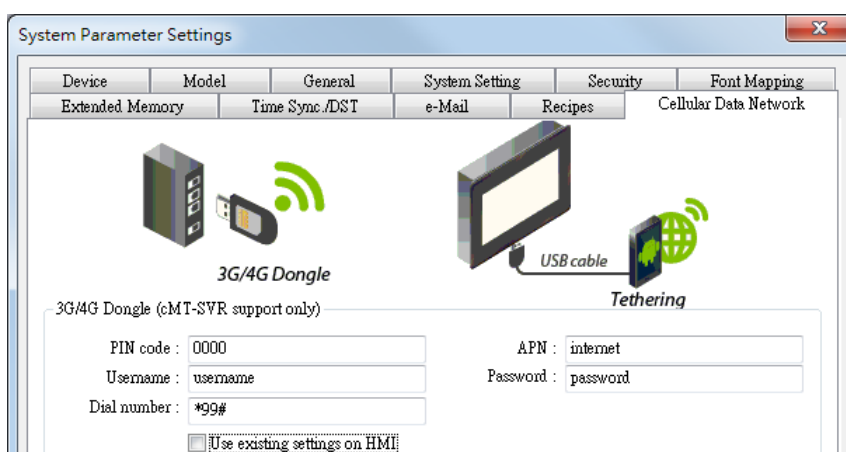 System Parameter Settings
Device Model General System Setting Security Font Mapping
Extended Memory Time Sync./DST e-Mail Recipes Cellular Data Network
3G/4G Dongle
USB cable
Tethering
3G/4G Dongle (cMT-SVR support only)
PIN code : 0000 APN : internet
Username : username Password : password
Dial number : *99#
Use existing settings on HMI